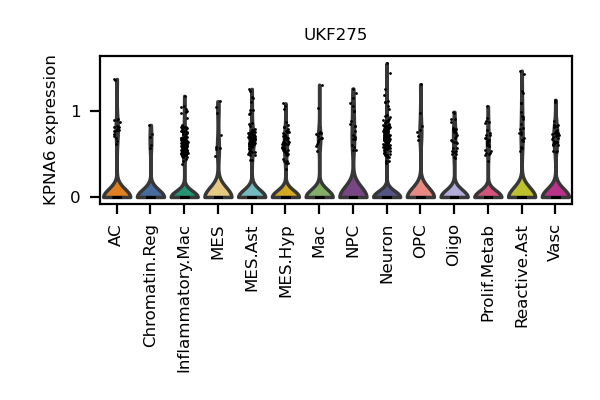 UKF275
KPNA6 expression
1
0
AC
Chromatin.Reg
Inflammatory.Mac
MES
MES.Ast
MES.Hyp
Mac
NPC
Neuron
OPC
Oligo
Prolif.Metab
Reactive.Ast
Vasc